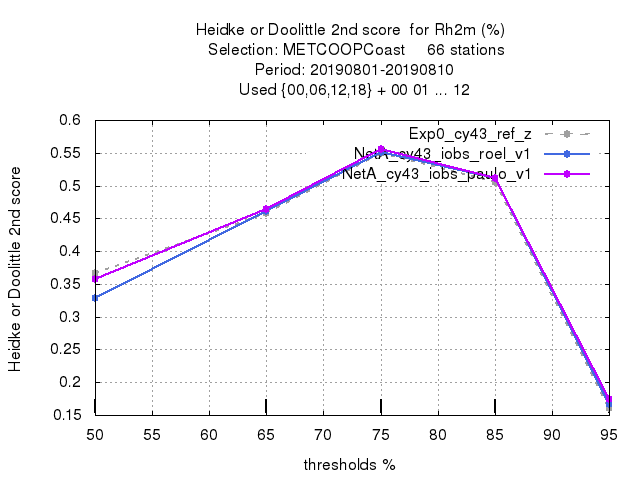 Heidke or Doolittle 2nd score for Rh2m (%)
Selection: METCOOPCoast 66 stations
Period: 20190801-20190810
Used {00,06,12,18} + 00 01 ... 12
Exp0_cy43_ref_z
NetA_cy43_iobs_roel_v1
NetA_cy43_iobs_paulo_v1
Heidke or Doolittle 2nd score
0.6
0.55
0.5
0.45
0.4
0.35
0.3
0.25
0.2
0.15
50 55 60 65 70 75 80 85 90 95
thresholds %